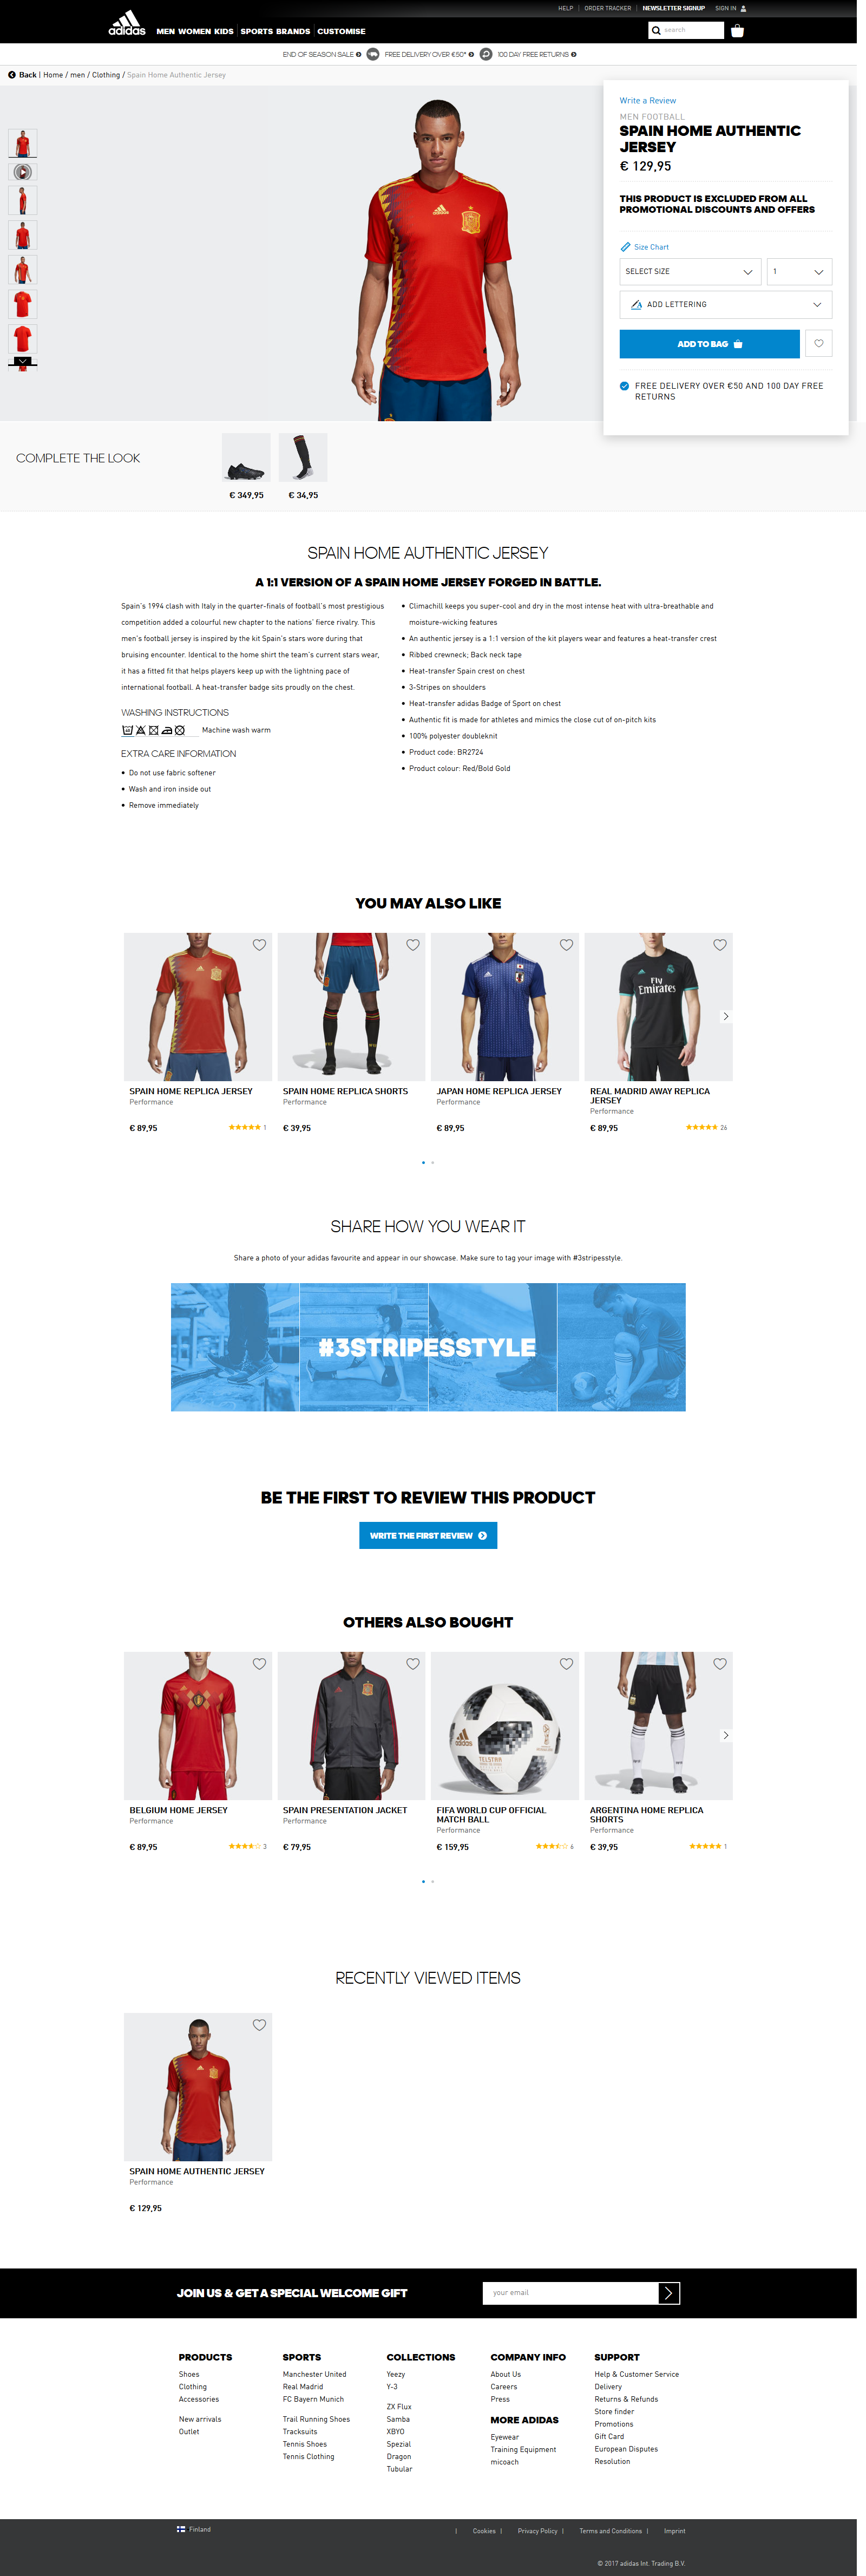 HELP | ORDER TRACKER | NEWSLETTER SIGNUP SIGN IN
adidas MEN WOMEN KIDS SPORTS BRANDS CUSTOMISE search
END OF SEASON SALE FREE DELIVERY OVER €50* 100 DAY FREE RETURNS
Back | Home / men / Clothing / Spain Home Authentic Jersey
Write a Review
MEN FOOTBALL
SPAIN HOME AUTHENTIC
JERSEY
€ 129,95
THIS PRODUCT IS EXCLUDED FROM ALL
PROMOTIONAL DISCOUNTS AND OFFERS
Size Chart
SELECT SIZE 1
ADD LETTERING
ADD TO BAG
FREE DELIVERY OVER €50 AND 100 DAY FREE
RETURNS
COMPLETE THE LOOK
€ 349,95 € 34,95
SPAIN HOME AUTHENTIC JERSEY
A 1:1 VERSION OF A SPAIN HOME JERSEY FORGED IN BATTLE.
Spain's 1994 clash with Italy in the quarter-finals of football's most prestigious
competition added a colourful new chapter to the nations' fierce rivalry. This
men's football jersey is inspired by the kit Spain's stars wore during that
bruising encounter. Identical to the home shirt the team's current stars wear,
it has a fitted fit that helps players keep up with the lightning pace of
international football. A heat-transfer badge sits proudly on the chest.
WASHING INSTRUCTIONS
Machine wash warm
EXTRA CARE INFORMATION
• Do not use fabric softener
• Wash and iron inside out
• Remove immediately
• Climachill keeps you super-cool and dry in the most intense heat with ultra-breathable and
moisture-wicking features
• An authentic jersey is a 1:1 version of the kit players wear and features a heat-transfer crest
• Ribbed crewneck; Back neck tape
• Heat-transfer Spain crest on chest
• 3-Stripes on shoulders
• Heat-transfer adidas Badge of Sport on chest
• Authentic fit is made for athletes and mimics the close cut of on-pitch kits
• 100% polyester doubleknit
• Product code: BR2724
• Product colour: Red/Bold Gold
YOU MAY ALSO LIKE
Fly
Emirates
SPAIN HOME REPLICA JERSEY
Performance
€ 89,95 1
SPAIN HOME REPLICA SHORTS
Performance
€ 39,95
JAPAN HOME REPLICA JERSEY
Performance
€ 89,95
REAL MADRID AWAY REPLICA
JERSEY
Performance
€ 89,95 26
SHARE HOW YOU WEAR IT
Share a photo of your adidas favourite and appear in our showcase. Make sure to tag your image with #3stripesstyle.
#3STRIPESSTYLE
BE THE FIRST TO REVIEW THIS PRODUCT
WRITE THE FIRST REVIEW
OTHERS ALSO BOUGHT
adidas
TELSTAR
BELGIUM HOME JERSEY
Performance
€ 89,95 3
SPAIN PRESENTATION JACKET
Performance
€ 79,95
FIFA WORLD CUP OFFICIAL
MATCH BALL
Performance
€ 159,95 6
ARGENTINA HOME REPLICA
SHORTS
Performance
€ 39,95 1
RECENTLY VIEWED ITEMS
SPAIN HOME AUTHENTIC JERSEY
Performance
€ 129,95
JOIN US & GET A SPECIAL WELCOME GIFT your email
PRODUCTS
Shoes
Clothing
Accessories
New arrivals
Outlet
SPORTS
Manchester United
Real Madrid
FC Bayern Munich
Trail Running Shoes
Tracksuits
Tennis Shoes
Tennis Clothing
COLLECTIONS
Yeezy
Y-3
ZX Flux
Samba
XBYO
Spezial
Dragon
Tubular
COMPANY INFO
About Us
Careers
Press
MORE ADIDAS
Eyewear
Training Equipment
micoach
SUPPORT
Help & Customer Service
Delivery
Returns & Refunds
Store finder
Promotions
Gift Card
European Disputes
Resolution
Finland | Cookies | Privacy Policy | Terms and Conditions | Imprint
© 2017 adidas Int. Trading B.V.